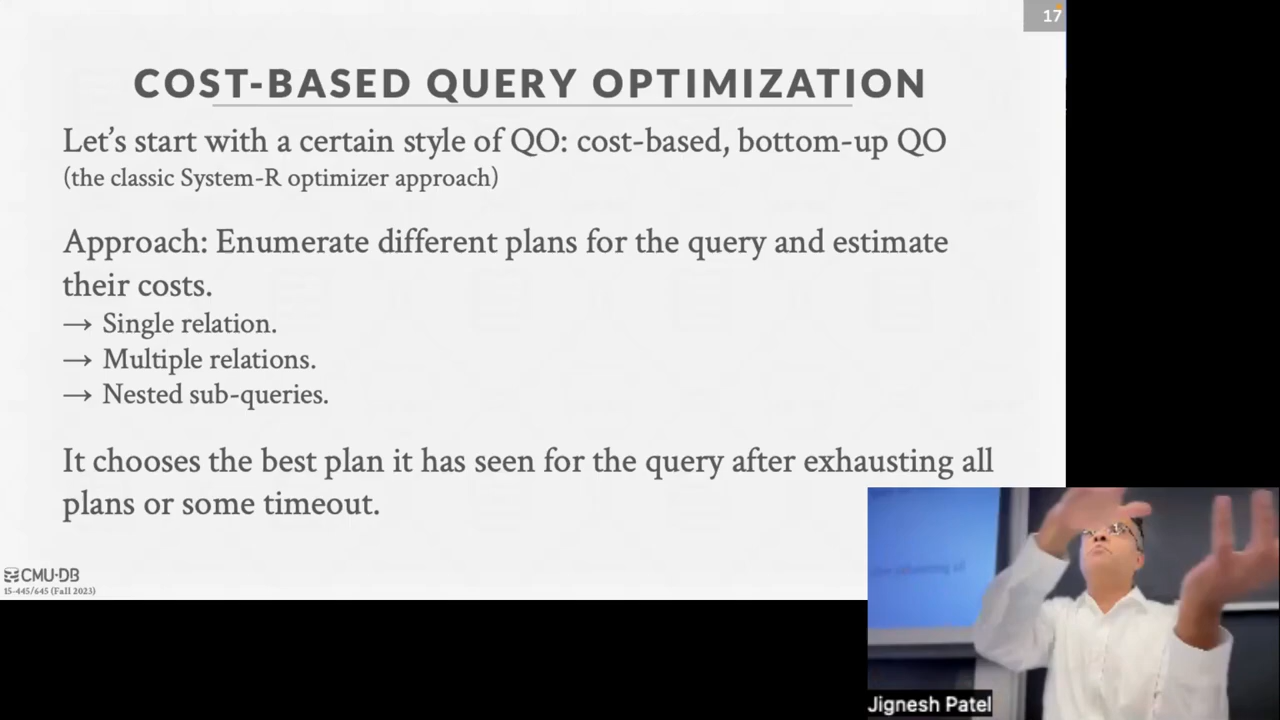 17
COST-BASED QUERY OPTIMIZATION
Let's start with a certain style of QO: cost-based, bottom-up QO
(the classic System-R optimizer approach)
Approach: Enumerate different plans for the query and estimate
their costs.
→ Single relation.
→ Multiple relations.
→ Nested sub-queries.
It chooses the best plan it has seen for the query after exhausting all
plans or some timeout.
CMU·DB
15-445/645 (Fall 2023)
Jignesh Patel